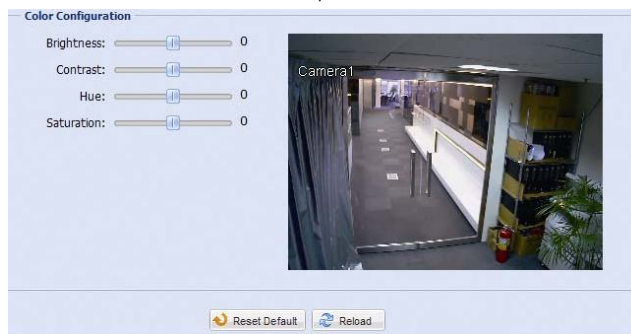 Color Configuration
Brightness: 0
Contrast: 0
Hue: 0
Saturation: 0
Camera1
Reset Default
Reload